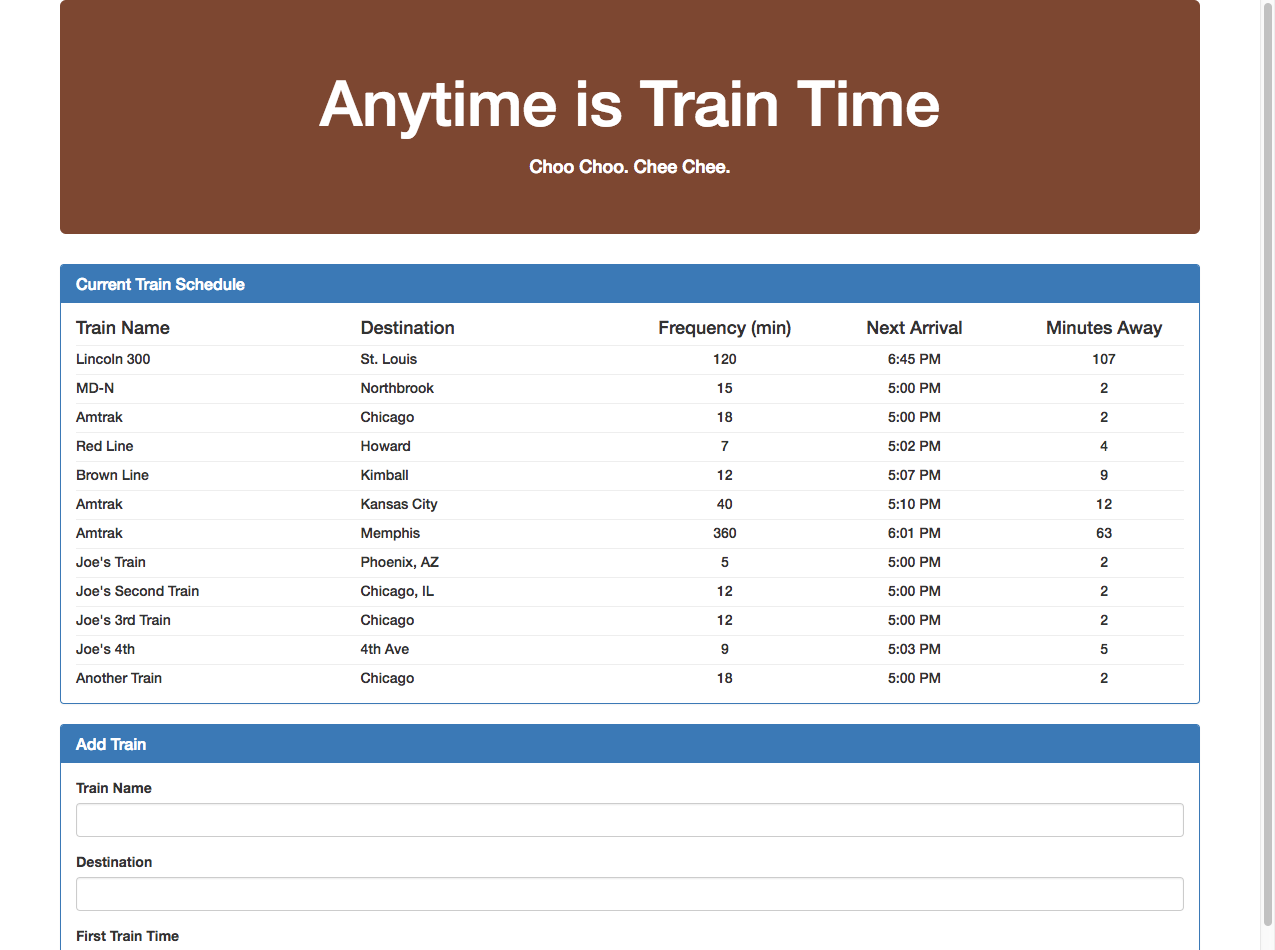 Anytime is Train Time
Choo Choo. Chee Chee.
Current Train Schedule
Train Name Destination Frequency (min) Next Arrival Minutes Away
Lincoln 300 St. Louis 120 6:45 PM 107
MD-N Northbrook 15 5:00 PM 2
Amtrak Chicago 18 5:00 PM 2
Red Line Howard 7 5:02 PM 4
Brown Line Kimball 12 5:07 PM 9
Amtrak Kansas City 40 5:10 PM 12
Amtrak Memphis 360 6:01 PM 63
Joe's Train Phoenix, AZ 5 5:00 PM 2
Joe's Second Train Chicago, IL 12 5:00 PM 2
Joe's 3rd Train Chicago 12 5:00 PM 2
Joe's 4th 4th Ave 9 5:03 PM 5
Another Train Chicago 18 5:00 PM 2
Add Train
Train Name
Destination
First Train Time